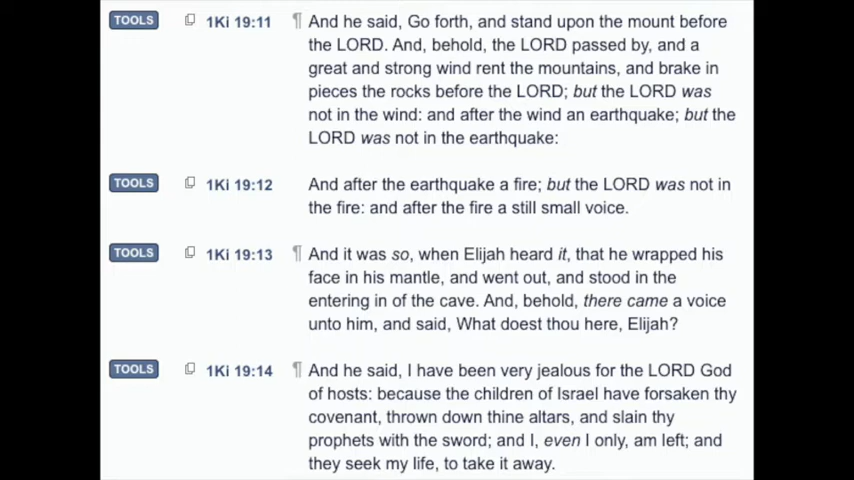 TOOLS 1Ki 19:11 ¶ And he said, Go forth, and stand upon the mount before
the LORD. And, behold, the LORD passed by, and a
great and strong wind rent the mountains, and brake in
pieces the rocks before the LORD; but the LORD was
not in the wind: and after the wind an earthquake; but the
LORD was not in the earthquake:
TOOLS 1Ki 19:12 And after the earthquake a fire; but the LORD was not in
the fire: and after the fire a still small voice.
TOOLS 1Ki 19:13 ¶ And it was so, when Elijah heard it, that he wrapped his
face in his mantle, and went out, and stood in the
entering in of the cave. And, behold, there came a voice
unto him, and said, What doest thou here, Elijah?
TOOLS 1Ki 19:14 ¶ And he said, I have been very jealous for the LORD God
of hosts: because the children of Israel have forsaken thy
covenant, thrown down thine altars, and slain thy
prophets with the sword; and I, even I only, am left; and
they seek my life, to take it away.